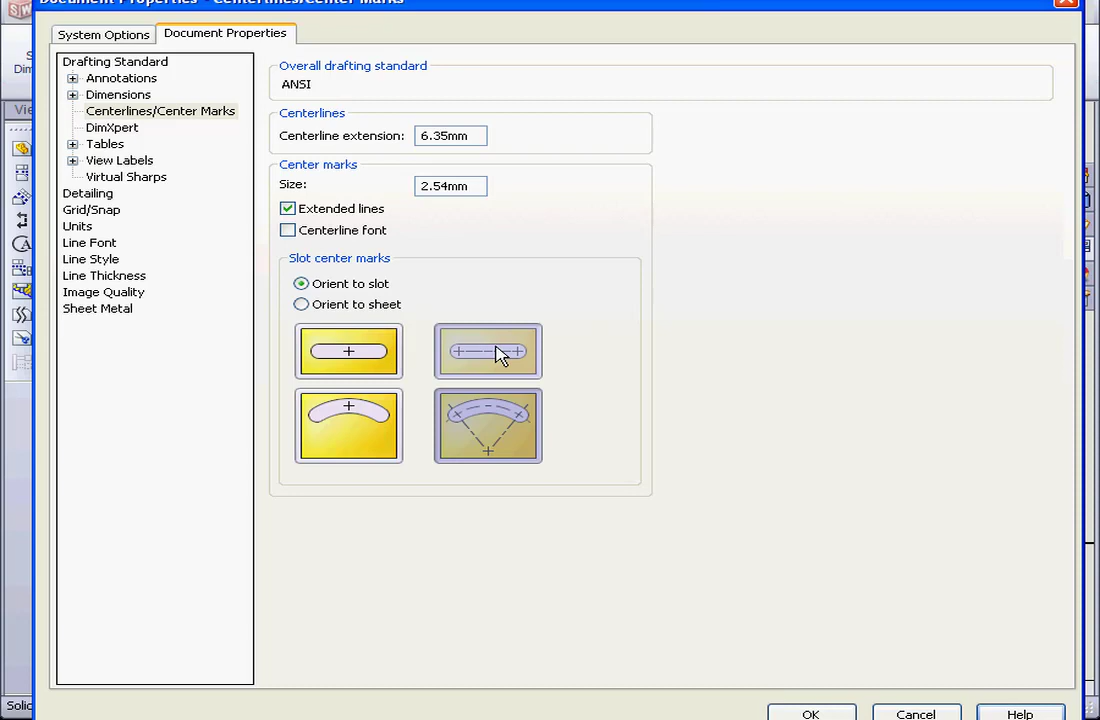 Document Properties - Centerlines/Center Marks
System Options
Document Properties
Drafting Standard
Annotations
Dimensions
Centerlines/Center Marks
DimXpert
Tables
View Labels
Virtual Sharps
Detailing
Grid/Snap
Units
Line Font
Line Style
Line Thickness
Image Quality
Sheet Metal
Overall drafting standard
ANSI
Centerlines
Centerline extension: 6.35mm
Center marks
Size: 2.54mm
Extended lines
Centerline font
Slot center marks
Orient to slot
Orient to sheet
OK
Cancel
Help
S
Dim
Vie
Solic